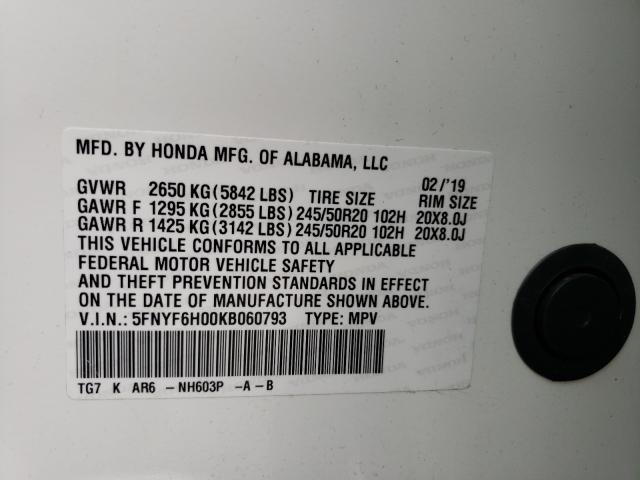 MFD. BY HONDA MFG. OF ALABAMA, LLC
02/'19
GVWR 2650 KG(5842 LBS) TIRE SIZE RIM SIZE
GAWR F 1295 KG(2855 LBS) 245/50R20 102H 20X8.0J
GAWR R 1425 KG(3142 LBS) 245/50R20 102H 20X8.0J
THIS VEHICLE CONFORMS TO ALL APPLICABLE
FEDERAL MOTOR VEHICLE SAFETY
AND THEFT PREVENTION STANDARDS IN EFFECT
ON THE DATE OF MANUFACTURE SHOWN ABOVE.
V.I.N.: 5FNYF6H00KB060793 TYPE: MPV
TG7 K AR6 -NH603P -A-B